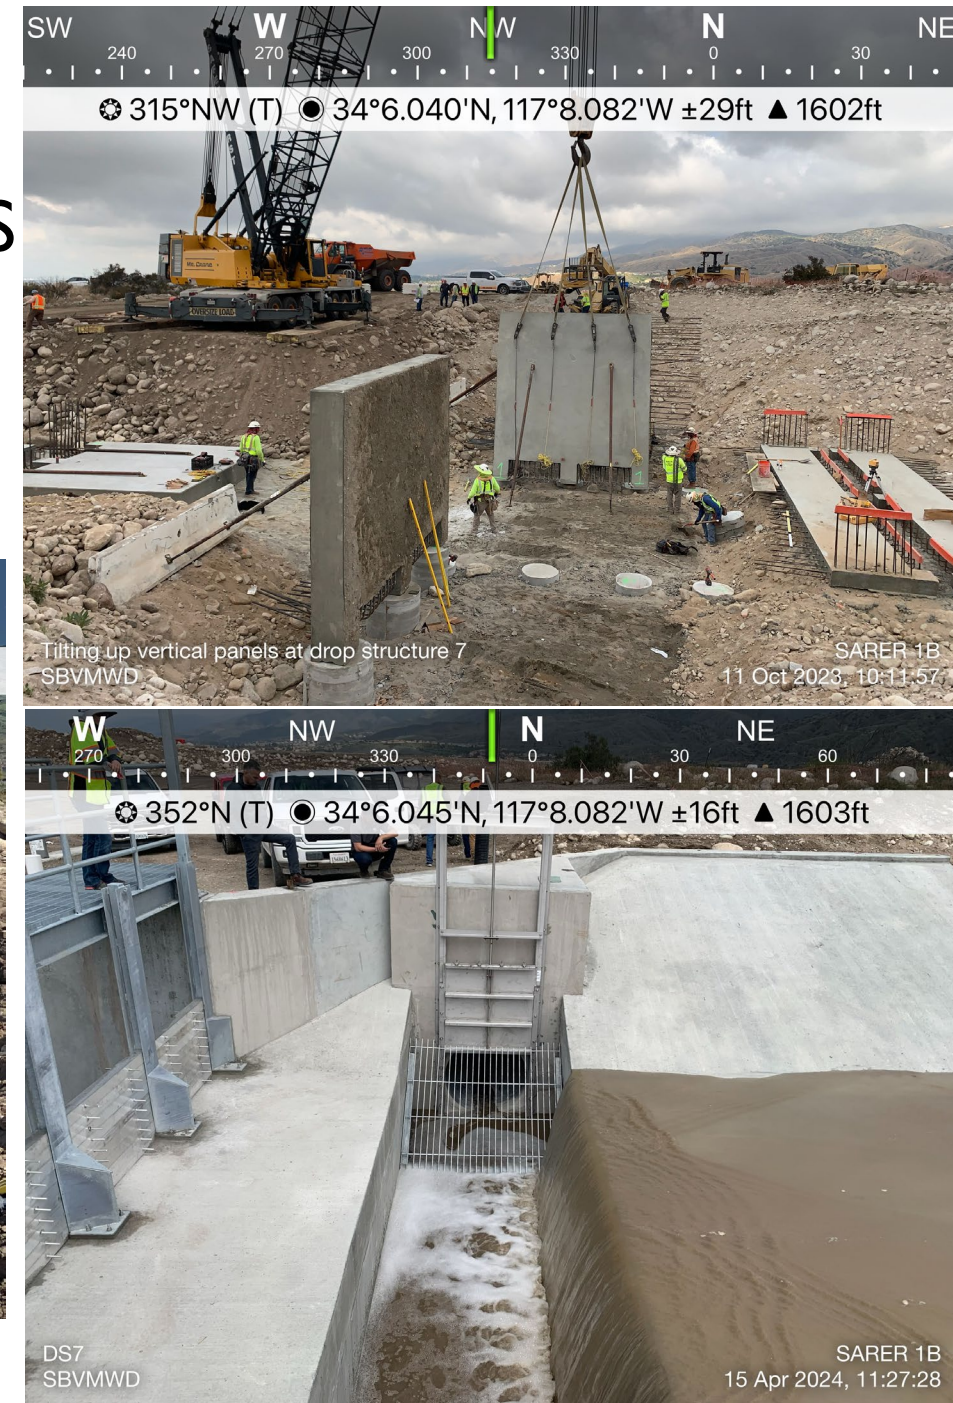 S
SW W NW N NE
240 270 300 330 0 30
315°NW (T) 34°6.040'N, 117°8.082'W ±29ft ▲ 1602ft
OVERSIZE LOAD
Tilting up vertical panels at drop structure 7
SBVMWD
SARER 1B
11 Oct 2023, 10:11:57
W NW N NE
270 300 330 0 30 60
352°N (T) 34°6.045'N, 117°8.082'W ±16ft ▲ 1603ft
DS7
SBVMWD
SARER 1B
15 Apr 2024, 11:27:28